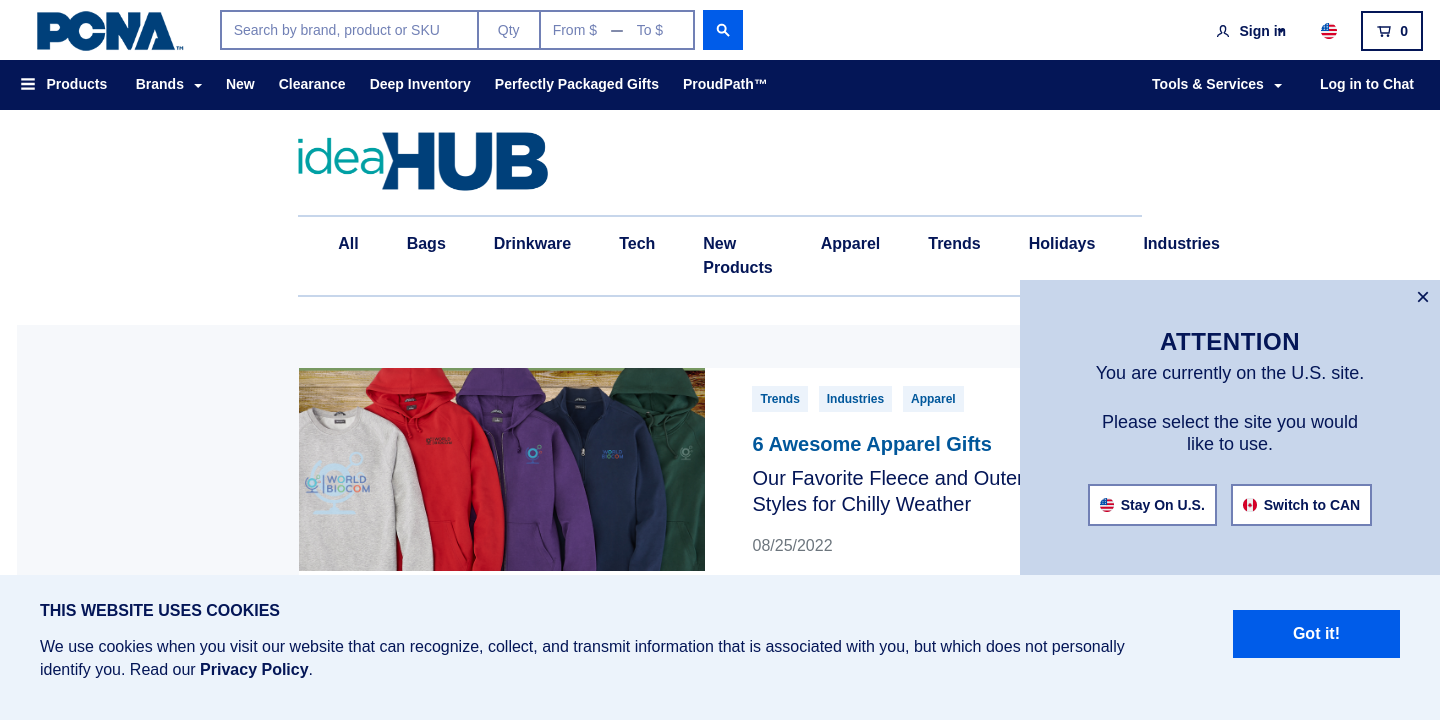 PCNA™
Search by brand, product or SKU
Qty
From $ — To $
Sign in
0
Products
Brands
New
Clearance
Deep Inventory
Perfectly Packaged Gifts
ProudPath™
Tools & Services
Log in to Chat
ideaHUB
All
Bags
Drinkware
Tech
New
Products
Apparel
Trends
Holidays
Industries
ATTENTION
You are currently on the U.S. site.
Please select the site you would
like to use.
Stay On U.S.
Switch to CAN
WORLD
BIOCOM
Trends
Industries
Apparel
6 Awesome Apparel Gifts
Our Favorite Fleece and Outer
Styles for Chilly Weather
08/25/2022
THIS WEBSITE USES COOKIES
We use cookies when you visit our website that can recognize, collect, and transmit information that is associated with you, but which does not personally
identify you. Read our Privacy Policy.
Got it!